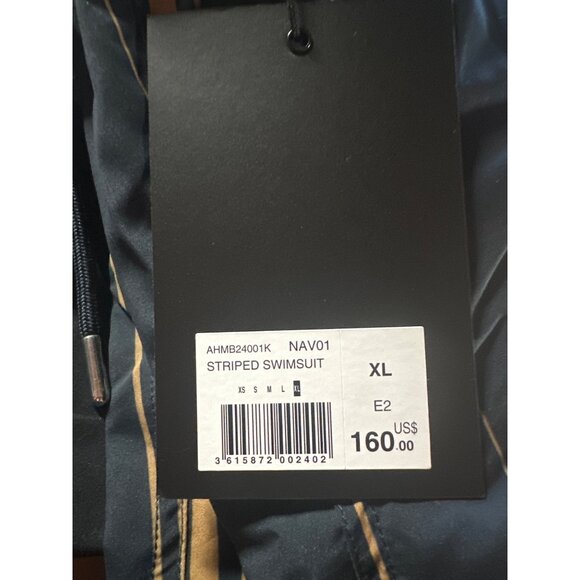 AHMB24001K NAV01
STRIPED SWIMSUIT
XS S M L XL
3 615872 002402
XL
E2
US$
160.00